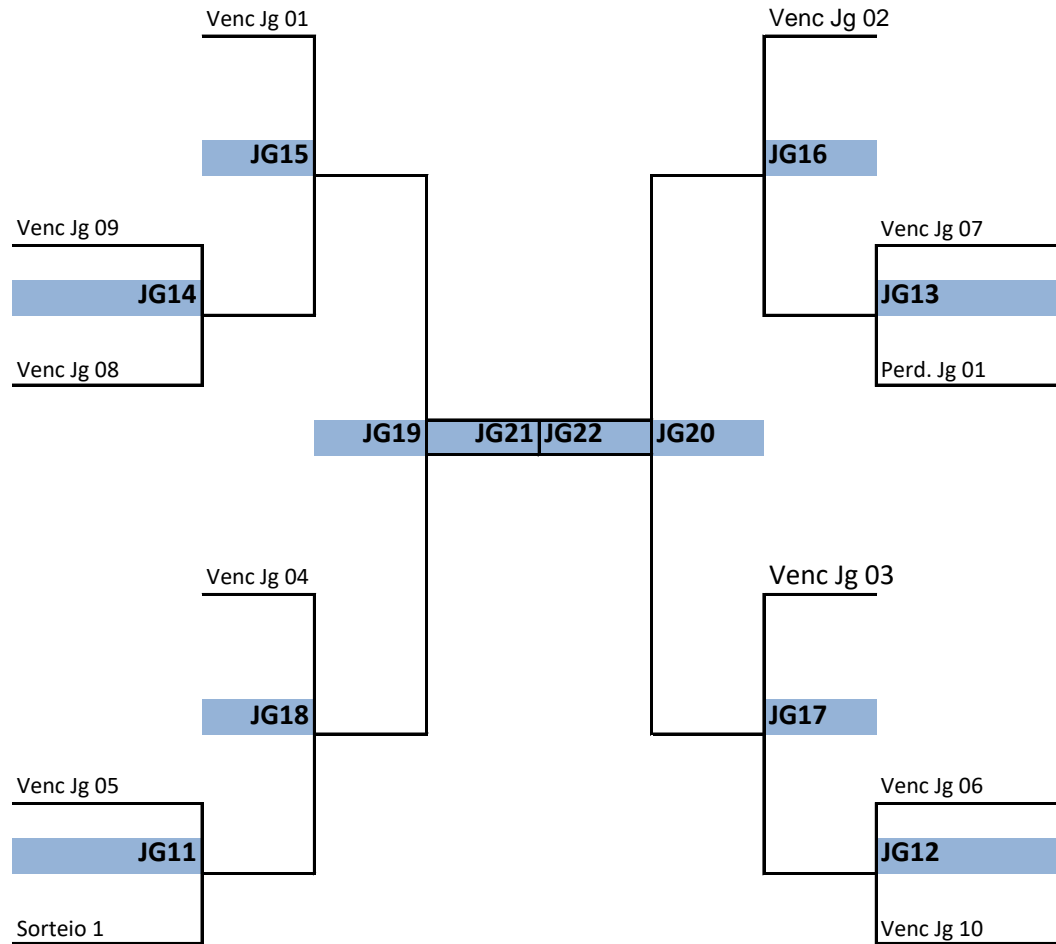 Venc Jg 01
Venc Jg 02
JG15
JG16
Venc Jg 09
Venc Jg 07
JG14
JG13
Venc Jg 08
Perd. Jg 01
JG19
JG21
JG22
JG20
Venc Jg 04
Venc Jg 03
JG18
JG17
Venc Jg 05
Venc Jg 06
JG11
JG12
Sorteio 1
Venc Jg 10